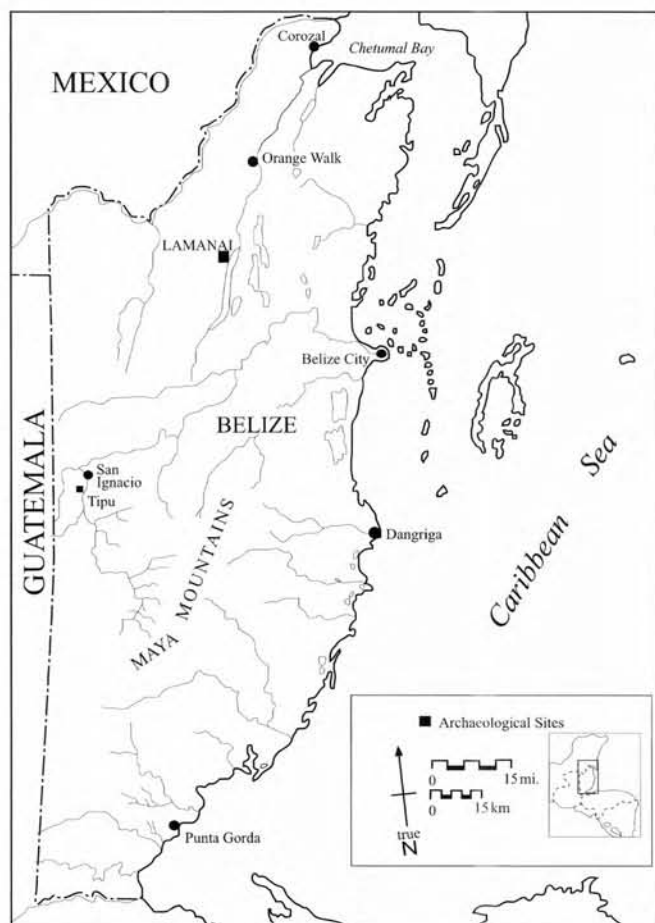 Corozal
Chetumal Bay
MEXICO
Orange Walk
LAMANAI
Belize City
BELIZE
GUATEMALA
San
Ignacio
Tipu
MAYA MOUNTAINS
Dangriga
Caribbean Sea
Archaeological Sites
0 15 mi.
0 15 km
true
N
Punta Gorda